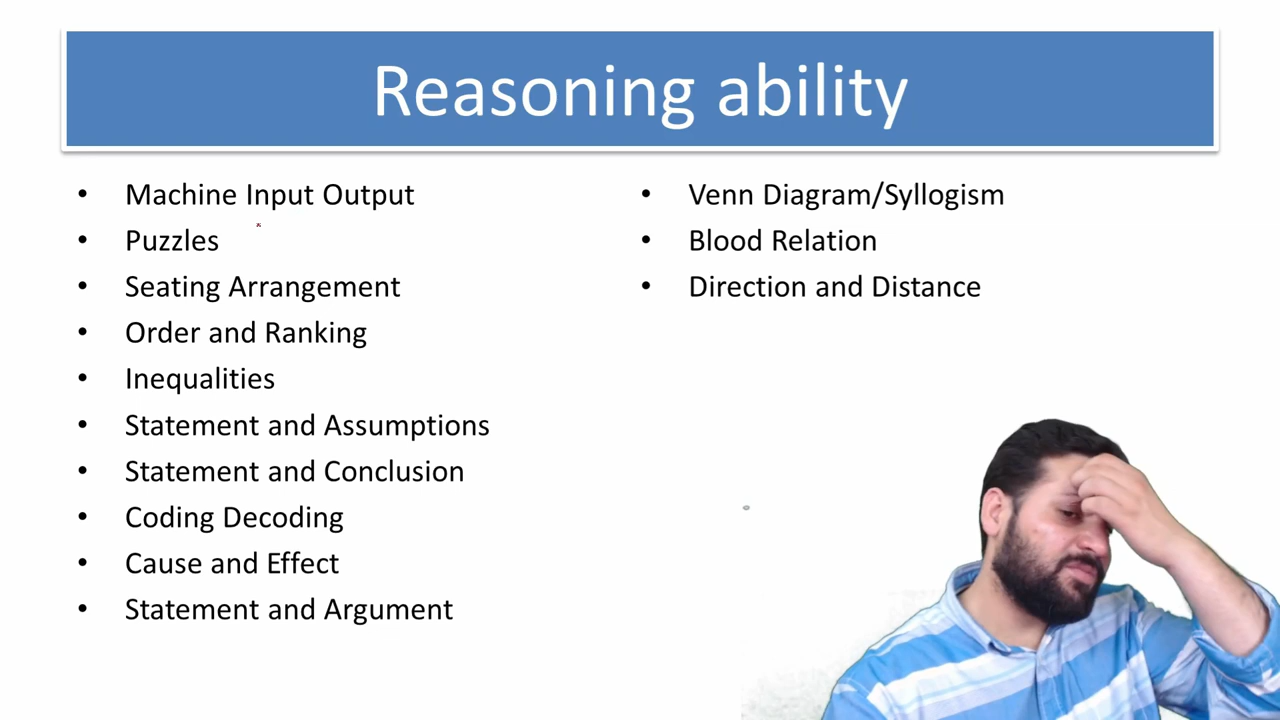 Reasoning ability
• Machine Input Output
• Puzzles
• Seating Arrangement
• Order and Ranking
• Inequalities
• Statement and Assumptions
• Statement and Conclusion
• Coding Decoding
• Cause and Effect
• Statement and Argument
• Venn Diagram/Syllogism
• Blood Relation
• Direction and Distance